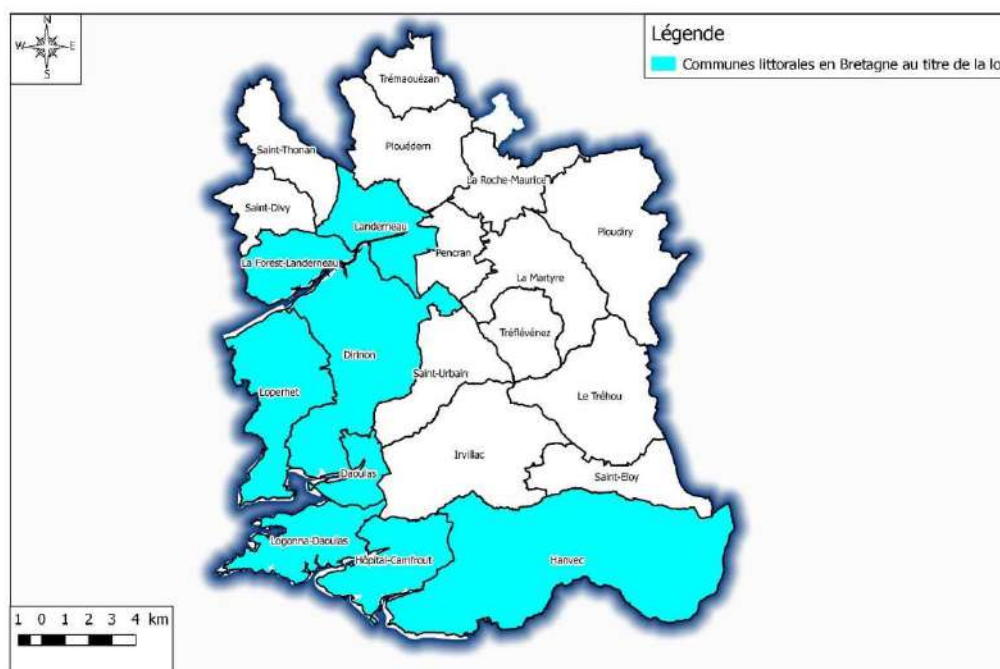 N
W E
S
Légende
Communes littorales en Bretagne au titre de la lo
Trémaouézan
Saint-Thonan
Plouédern
La Roche-Maurice
Saint-Divy
Landerneau
Ploudiry
Pencran
La Forest-Landerneau
La Martyre
Tréflévénez
Dirinon
Saint-Urbain
Loperhet
Le Tréhou
Irvillac
Daoulas
Saint-Eloy
Logonna-Daoulas
Hôpital-Camfrout
Hanvec
1 0 1 2 3 4 km